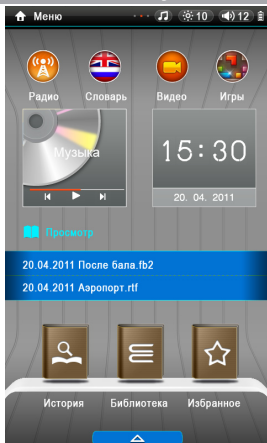 Меню
10
12
Радио
Словарь
Видео
Игры
Музыка
15:30
20. 04. 2011
Просмотр
20.04.2011 После бала.fb2
20.04.2011 Аэропорт.rtf
История
Библиотека
Избранное